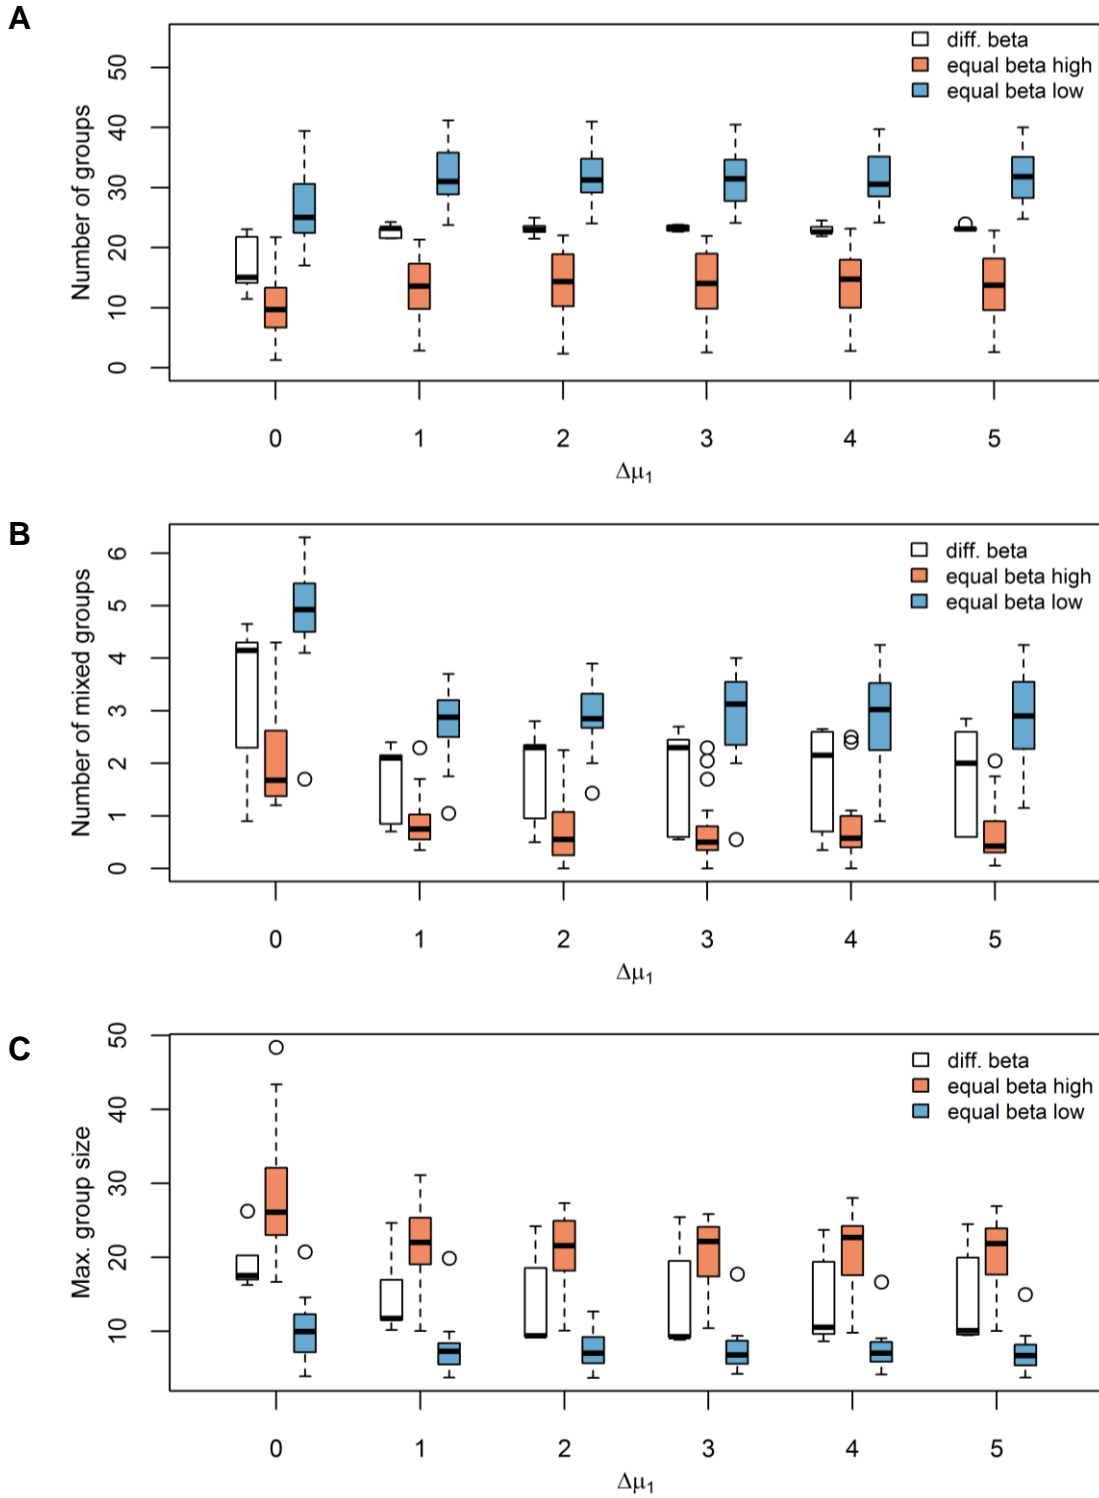 A
Number of groups
50
40
30
20
10
0
diff. beta
equal beta high
equal beta low
0 1 2 3 4 5
Δμ₁
B
Number of mixed groups
6
5
4
3
2
1
0
diff. beta
equal beta high
equal beta low
0 1 2 3 4 5
Δμ₁
C
Max. group size
50
40
30
20
10
diff. beta
equal beta high
equal beta low
0 1 2 3 4 5
Δμ₁